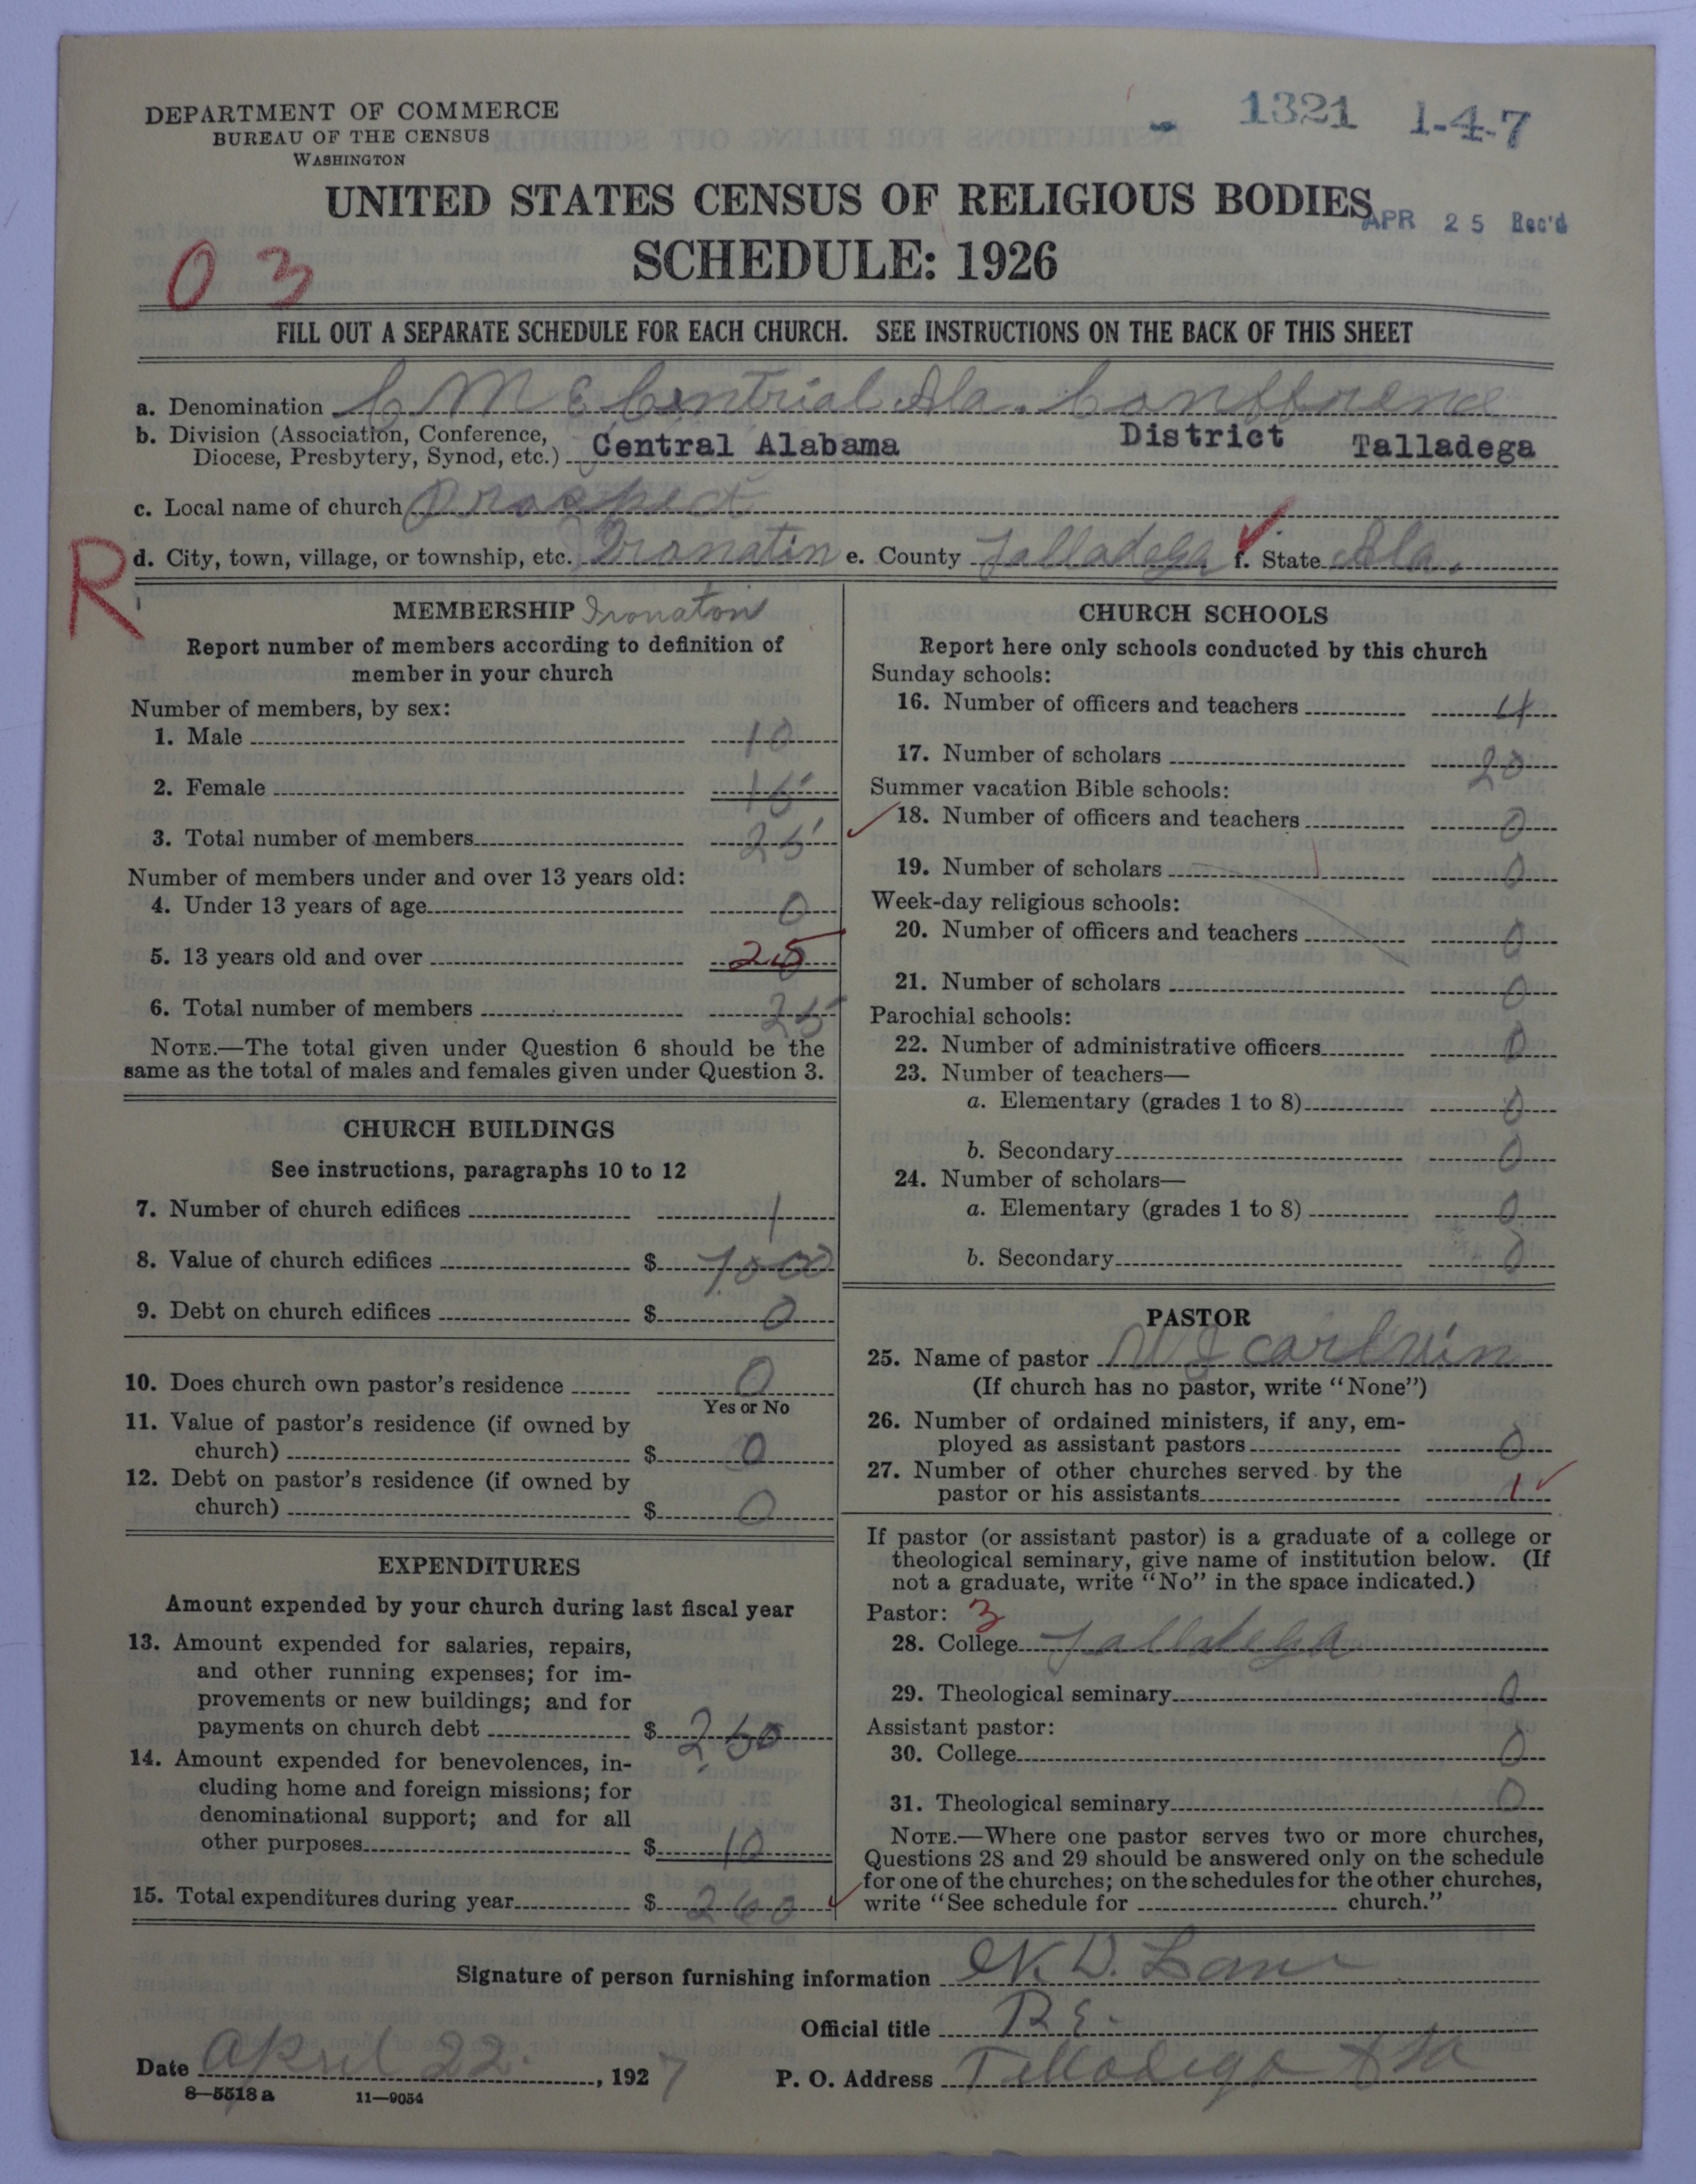 DEPARTMENT OF COMMERCE
BUREAU OF THE CENSUS
WASHINGTON
1321 1-4-7
UNITED STATES CENSUS OF RELIGIOUS BODIES
APR 25 Rec'd
SCHEDULE: 1926
03
FILL OUT A SEPARATE SCHEDULE FOR EACH CHURCH. SEE INSTRUCTIONS ON THE BACK OF THIS SHEET
a. Denomination C M E Centrial Ala. Conffrence
b. Division (Association, Conference, Diocese, Presbytery, Synod, etc.) Central Alabama District Talladega
c. Local name of church Prospect
R
d. City, town, village, or township, etc. Ironatin e. County Talladega f. State Ala.
MEMBERSHIP Ironaton
Report number of members according to definition of
member in your church
Number of members, by sex:
1. Male 10
2. Female 15
3. Total number of members 25
Number of members under and over 13 years old:
4. Under 13 years of age 0
5. 13 years old and over 25
6. Total number of members 25
NOTE.—The total given under Question 6 should be the
same as the total of males and females given under Question 3.
CHURCH BUILDINGS
See instructions, paragraphs 10 to 12
7. Number of church edifices 1
8. Value of church edifices $ 1000
9. Debt on church edifices $ 0
10. Does church own pastor's residence 0
Yes or No
11. Value of pastor's residence (if owned by
church) $ 0
12. Debt on pastor's residence (if owned by
church) $ 0
EXPENDITURES
Amount expended by your church during last fiscal year
13. Amount expended for salaries, repairs,
and other running expenses; for im-
provements or new buildings; and for
payments on church debt $ 250
14. Amount expended for benevolences, in-
cluding home and foreign missions; for
denominational support; and for all
other purposes $ 10
15. Total expenditures during year $ 260
CHURCH SCHOOLS
Report here only schools conducted by this church
Sunday schools:
16. Number of officers and teachers 4
17. Number of scholars 20
Summer vacation Bible schools:
18. Number of officers and teachers 0
19. Number of scholars 0
Week-day religious schools:
20. Number of officers and teachers 0
21. Number of scholars 0
Parochial schools:
22. Number of administrative officers 0
23. Number of teachers—
a. Elementary (grades 1 to 8) 0
b. Secondary 0
24. Number of scholars—
a. Elementary (grades 1 to 8) 0
b. Secondary 0
PASTOR
25. Name of pastor
(If church has no pastor, write "None")
26. Number of ordained ministers, if any, em-
ployed as assistant pastors 0
27. Number of other churches served by the
pastor or his assistants 1
If pastor (or assistant pastor) is a graduate of a college or
theological seminary, give name of institution below. (If
not a graduate, write "No" in the space indicated.)
Pastor: 3
28. College Talladega
29. Theological seminary 0
Assistant pastor:
30. College 0
31. Theological seminary 0
NOTE.—Where one pastor serves two or more churches,
Questions 28 and 29 should be answered only on the schedule
for one of the churches; on the schedules for the other churches,
write "See schedule for church."
Signature of person furnishing information N. D. Lane
Official title P. E.
Date April 22. , 1927 P. O. Address Talladega Ala
8—5518 a 11—9054